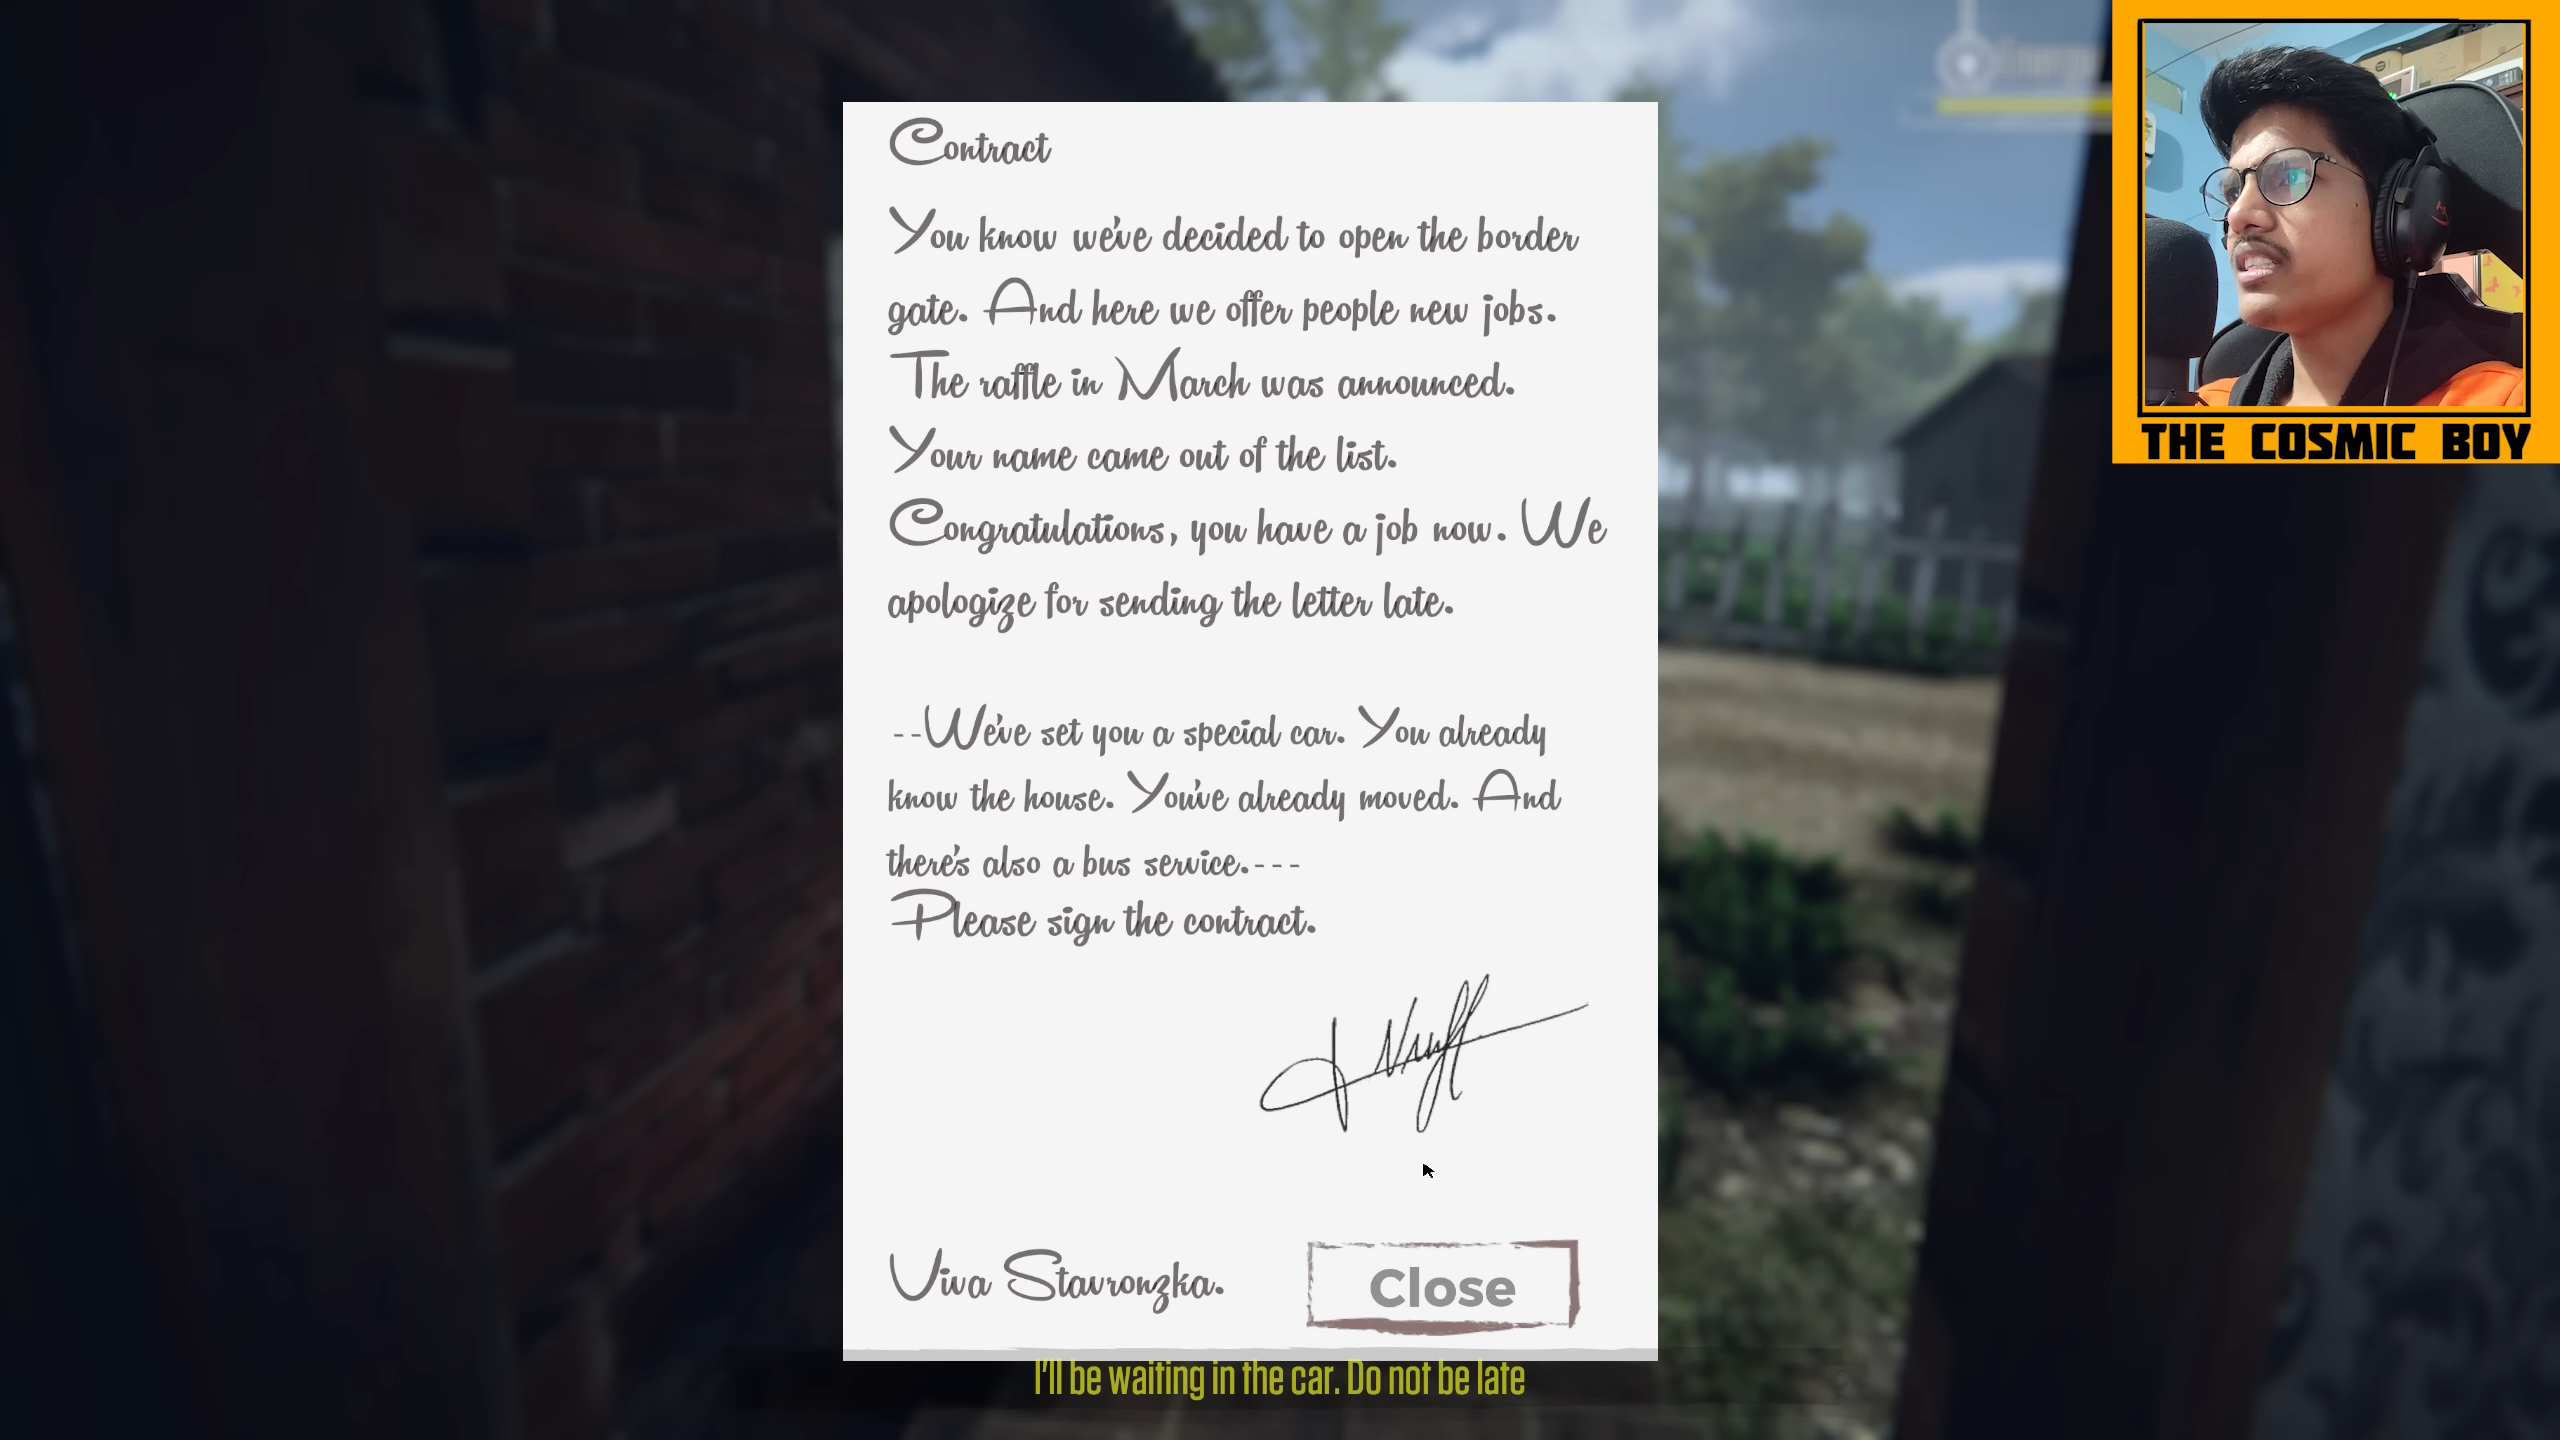 Contract
You know we've decided to open the border
gate. And here we offer people new jobs.
The raffle in March was announced.
Your name came out of the list.
Congratulations, you have a job now. We
apologize for sending the letter late.
--We've set you a special car. You already
know the house. You've already moved. And
there's also a bus service.---
Please sign the contract.
Viva Stavronzka.
Close
I'll be waiting in the car. Do not be late
Energy
THE COSMIC BOY